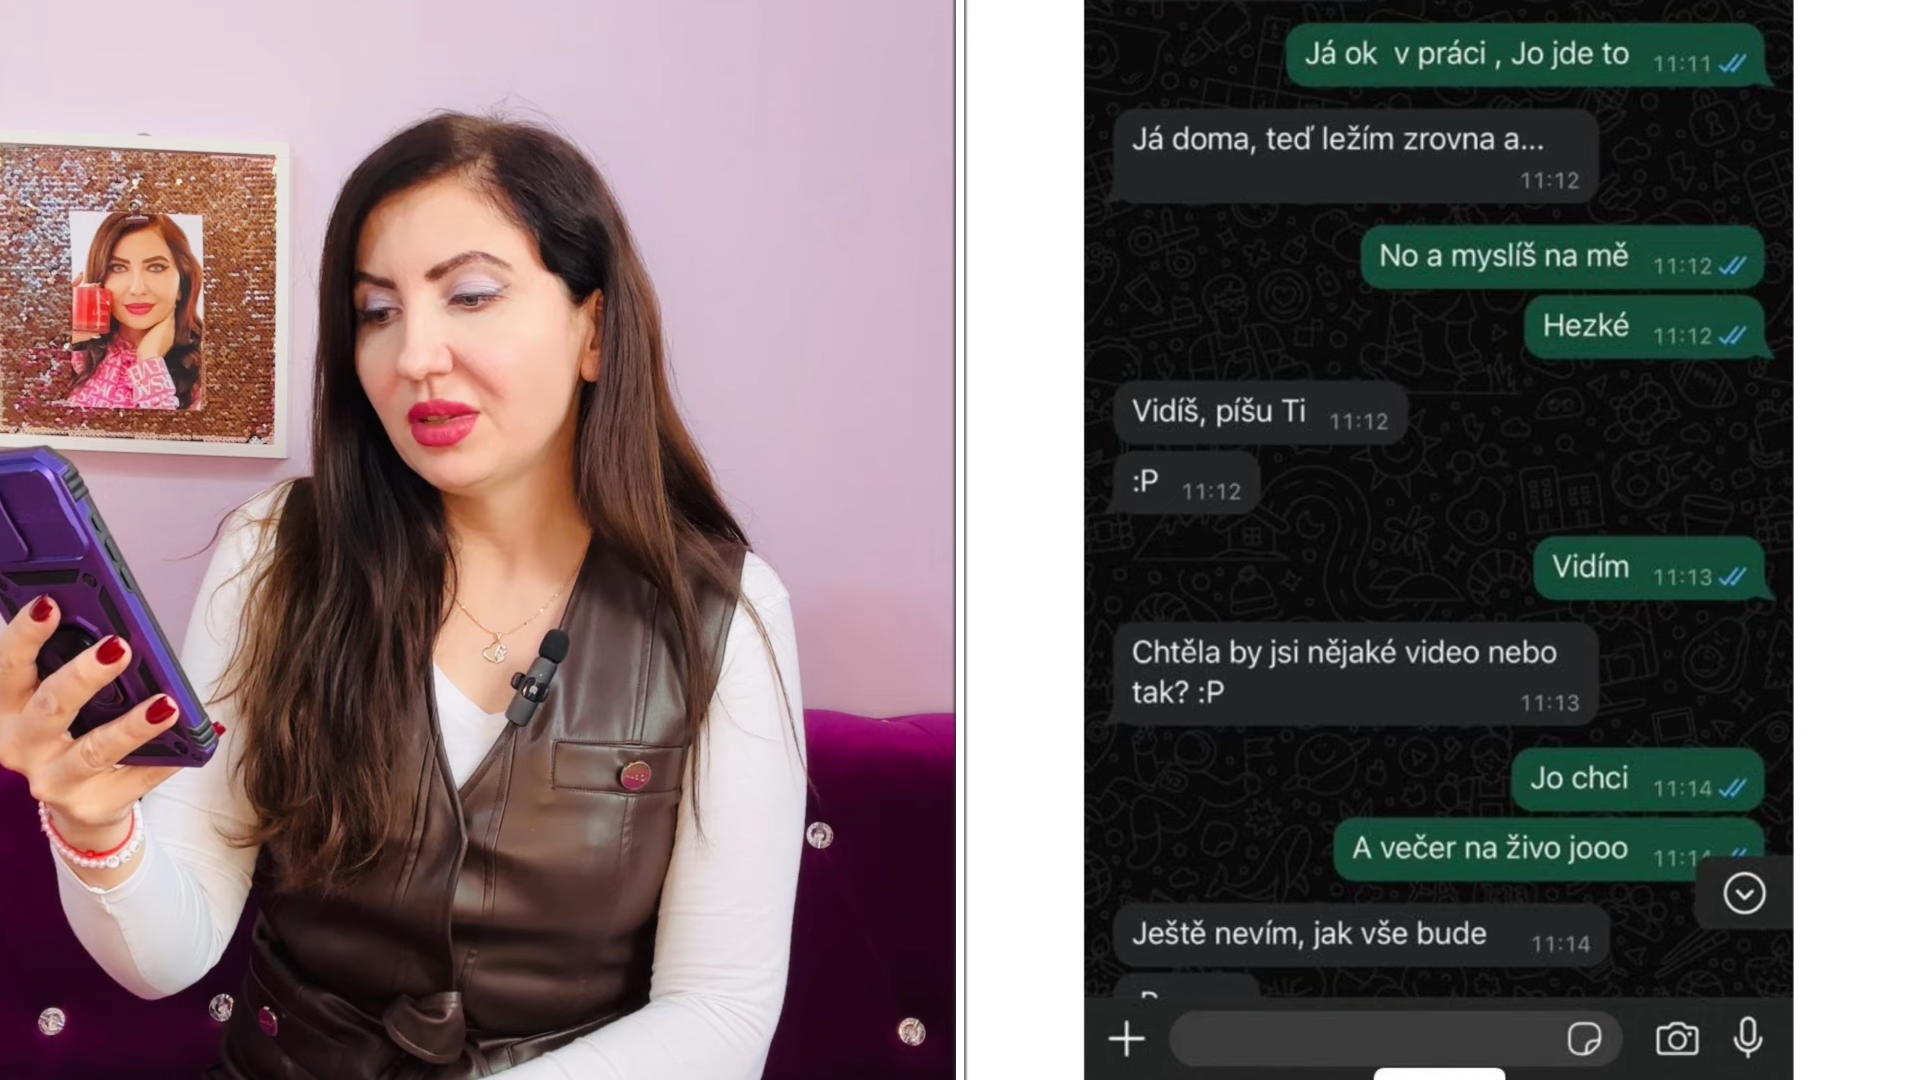 Já ok  v práci , Jo jde to 11:11
Já doma, teď ležím zrovna a...
11:12
No a myslíš na mě 11:12
Hezké 11:12
Vidíš, píšu Ti 11:12
:P 11:12
Vidím 11:13
Chtěla by jsi nějaké video nebo
tak? :P 11:13
Jo chci 11:14
A večer na živo jooo 11:14
Ještě nevím, jak vše bude 11:14